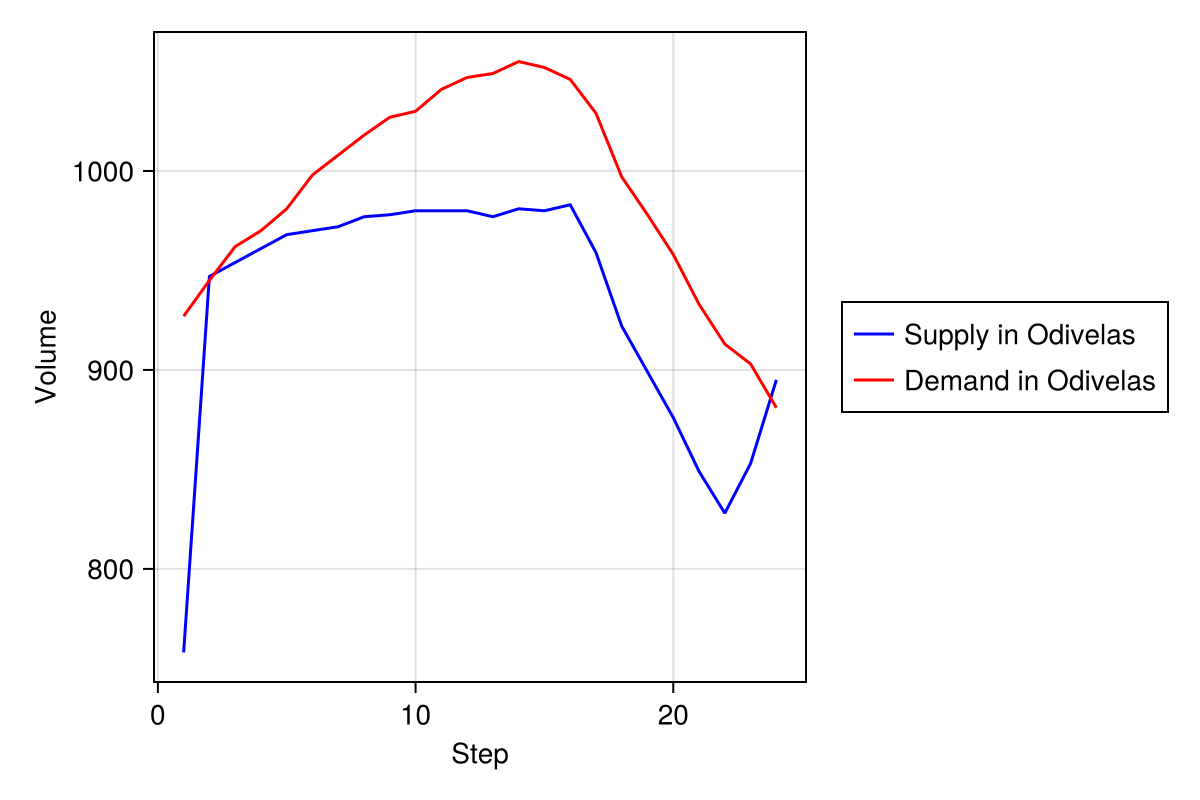 1000
900
800
Volume
0
10
20
Step
Supply in Odivelas
Demand in Odivelas